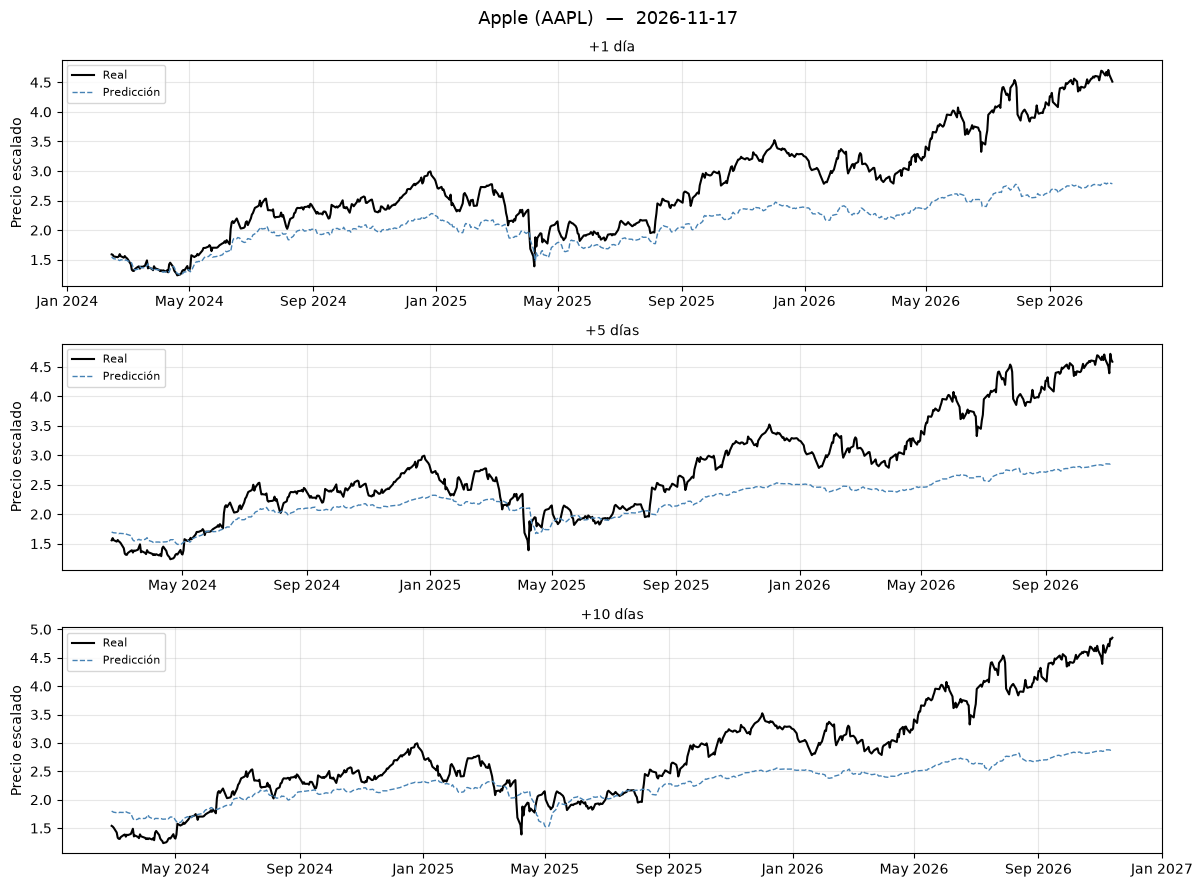 Apple (AAPL) — 2026-11-17
+1 día
Precio escalado
4.5
4.0
3.5
3.0
2.5
2.0
1.5
Real
Predicción
Jan 2024 May 2024 Sep 2024 Jan 2025 May 2025 Sep 2025 Jan 2026 May 2026 Sep 2026
+5 días
Precio escalado
4.5
4.0
3.5
3.0
2.5
2.0
1.5
Real
Predicción
May 2024 Sep 2024 Jan 2025 May 2025 Sep 2025 Jan 2026 May 2026 Sep 2026
+10 días
Precio escalado
5.0
4.5
4.0
3.5
3.0
2.5
2.0
1.5
Real
Predicción
May 2024 Sep 2024 Jan 2025 May 2025 Sep 2025 Jan 2026 May 2026 Sep 2026 Jan 2027